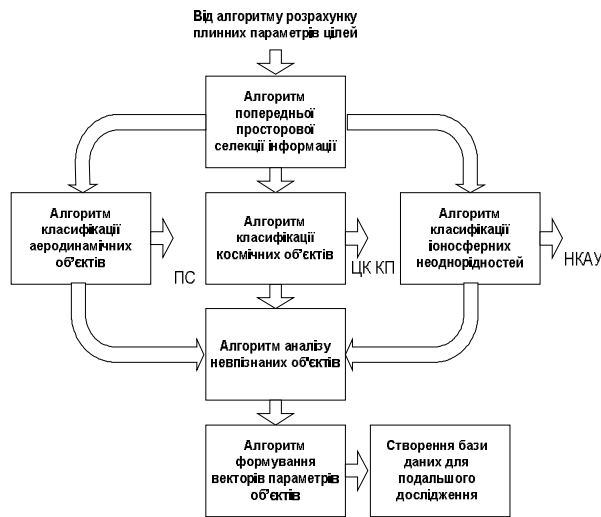 Від алгоритму розрахунку
плинних параметрів цілей
Алгоритм
попередньої
просторової
селекції інформації
Алгоритм
класифікації
аеродинамічних
об'єктів
ПС
Алгоритм
класифікації
космічних об'єктів
ЦК КП
Алгоритм
класифікації
іоносферних
неоднорідностей
НКАУ
Алгоритм аналізу
невпізнаних об'єктів
Алгоритм
формування
векторів параметрів
об'єктів
Створення бази
даних для
подальшого
дослідження